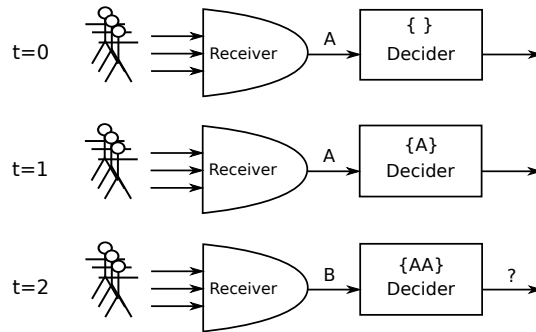 t=0
Receiver
A
{ }
Decider
t=1
Receiver
A
{A}
Decider
t=2
Receiver
B
{AA}
Decider
?